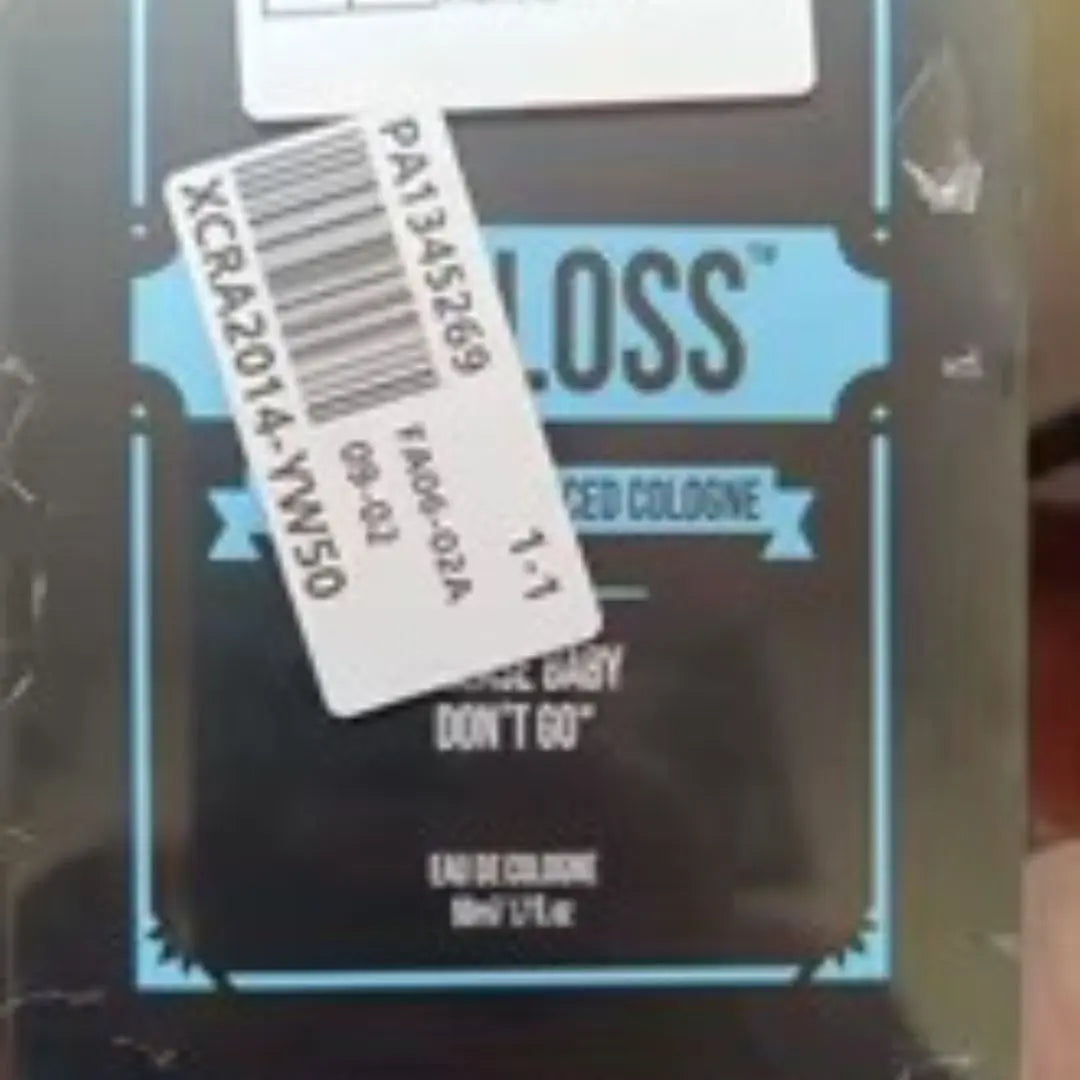 PA1345269
XCRA2014-YW50
FA06-02A
09-02
1-1
LOSS™
CED COLOGNE
BABY
DON'T GO"
EAU DE COLOGNE